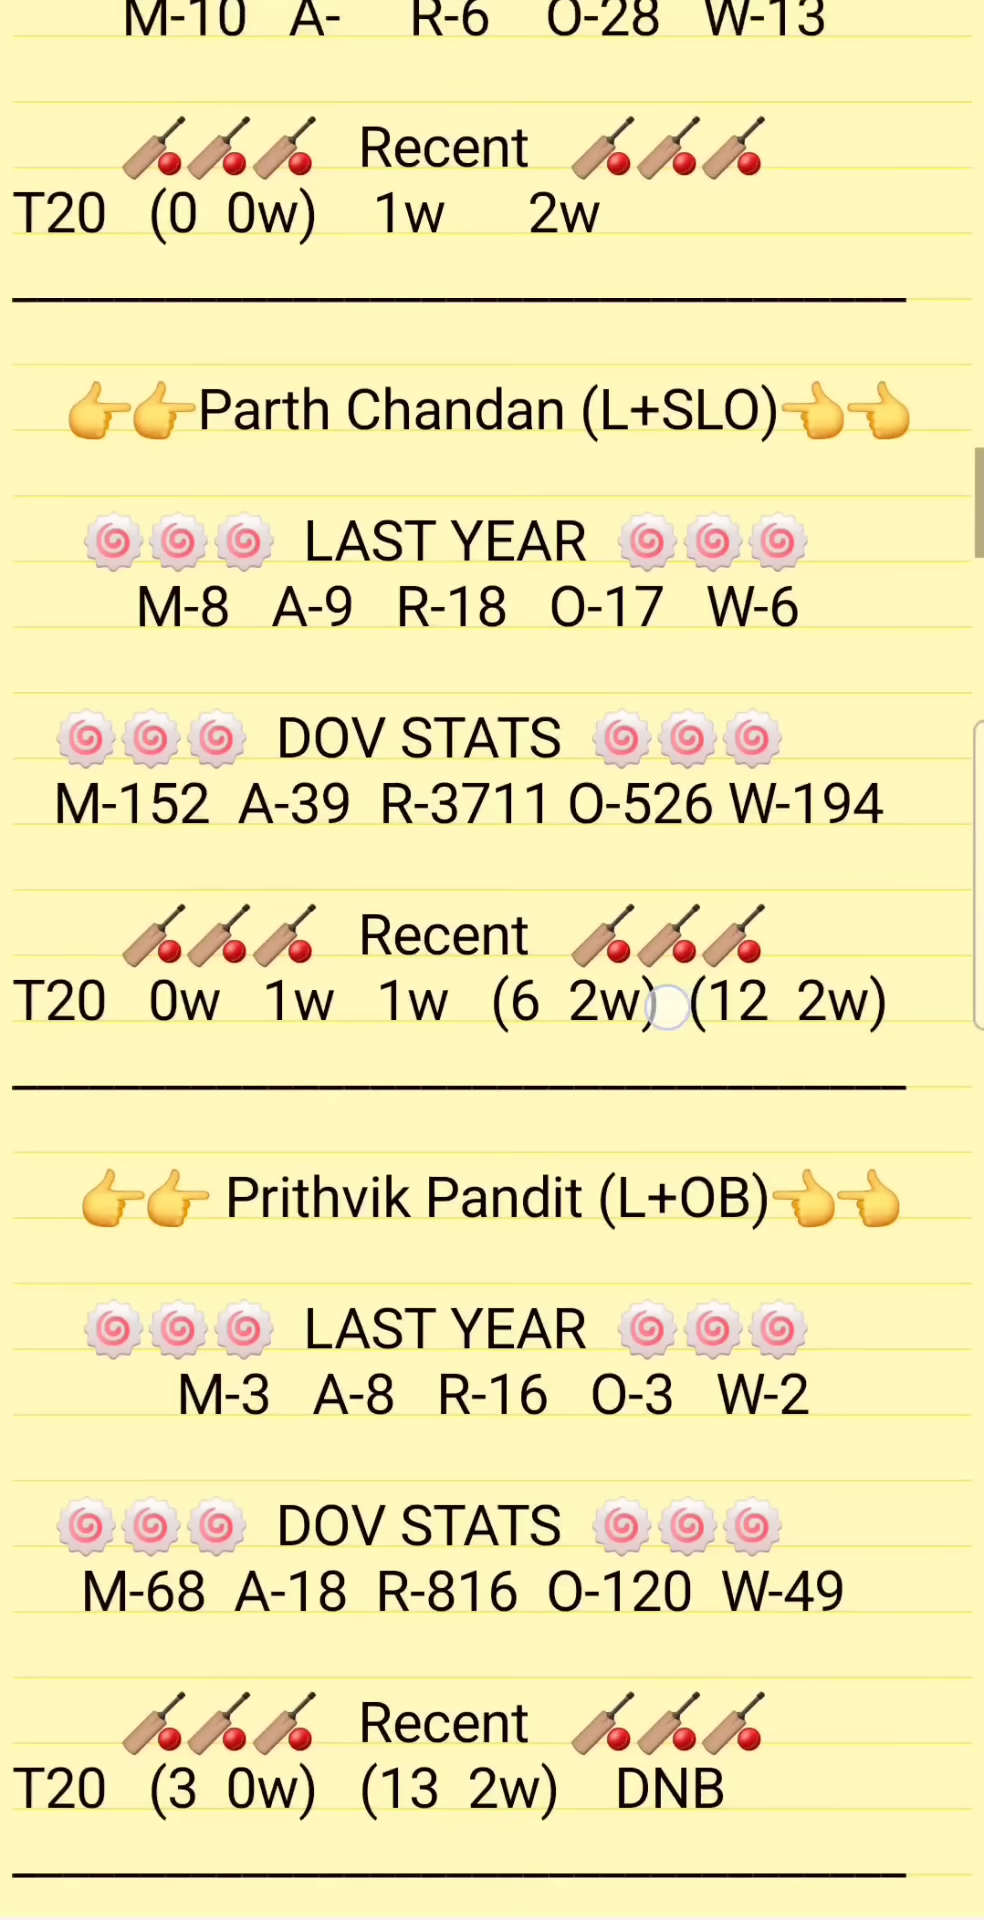 M-10 A- R-6 O-28 W-13
Recent
T20 (0 0w) 1w 2w
Parth Chandan (L+SLO)
LAST YEAR
M-8 A-9 R-18 O-17 W-6
DOV STATS
M-152 A-39 R-3711 O-526 W-194
Recent
T20 0w 1w 1w (6 2w) (12 2w)
Prithvik Pandit (L+OB)
LAST YEAR
M-3 A-8 R-16 O-3 W-2
DOV STATS
M-68 A-18 R-816 O-120 W-49
Recent
T20 (3 0w) (13 2w) DNB